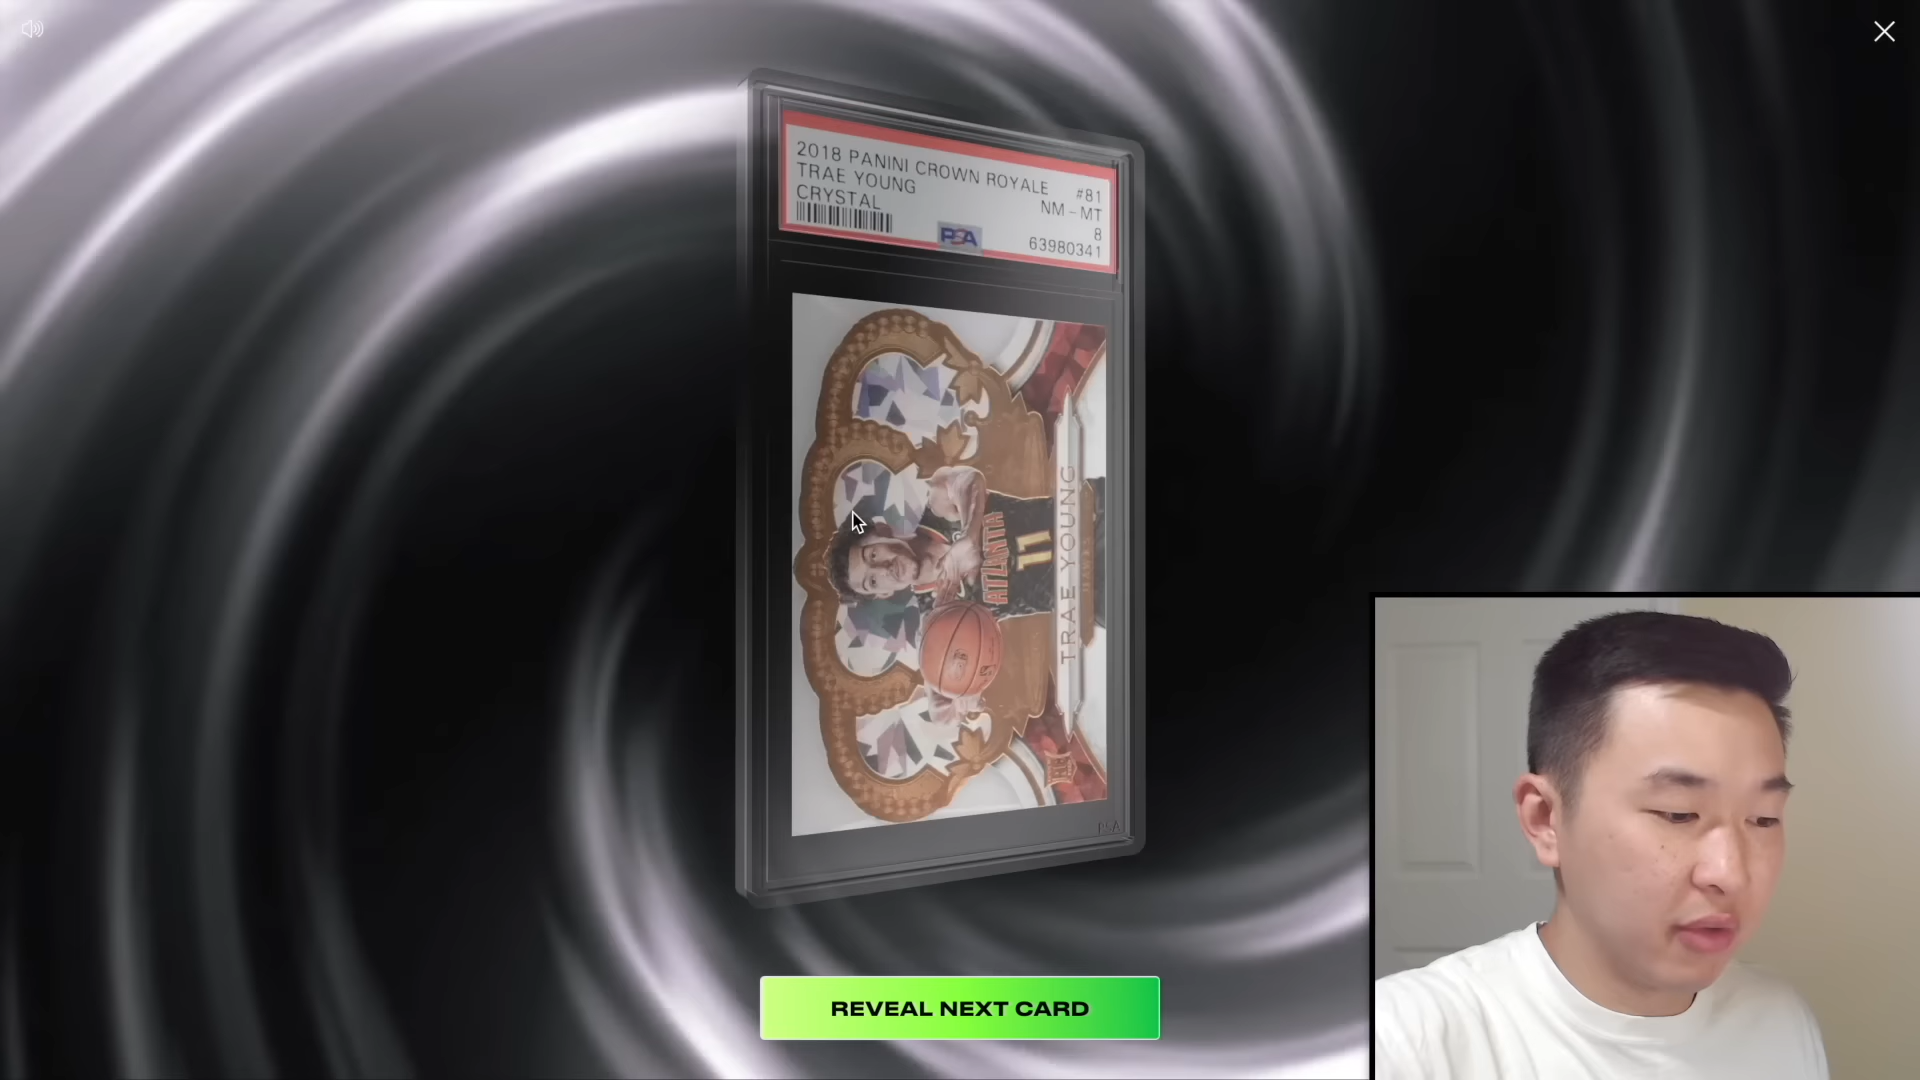 2018 PANINI CROWN ROYALE #81
TRAE YOUNG NM-MT
CRYSTAL 8
PSA 63980341
ATLANTA
11
TRAE YOUNG
PSA
REVEAL NEXT CARD